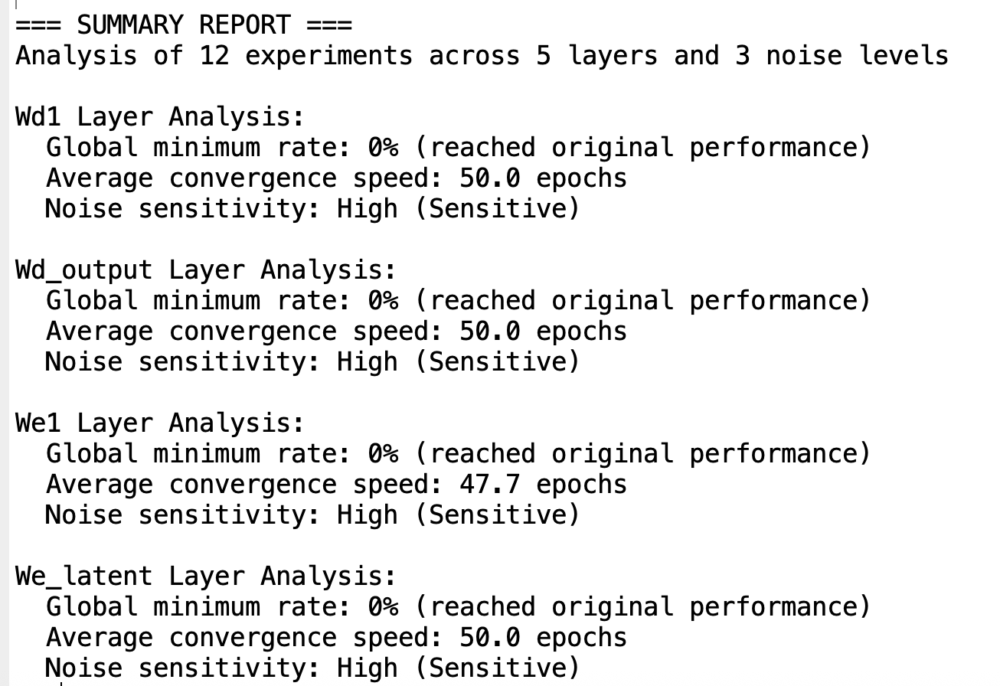 === SUMMARY REPORT ===
Analysis of 12 experiments across 5 layers and 3 noise levels
Wd1 Layer Analysis:
Global minimum rate: 0% (reached original performance)
Average convergence speed: 50.0 epochs
Noise sensitivity: High (Sensitive)
Wd_output Layer Analysis:
Global minimum rate: 0% (reached original performance)
Average convergence speed: 50.0 epochs
Noise sensitivity: High (Sensitive)
We1 Layer Analysis:
Global minimum rate: 0% (reached original performance)
Average convergence speed: 47.7 epochs
Noise sensitivity: High (Sensitive)
We_latent Layer Analysis:
Global minimum rate: 0% (reached original performance)
Average convergence speed: 50.0 epochs
Noise sensitivity: High (Sensitive)